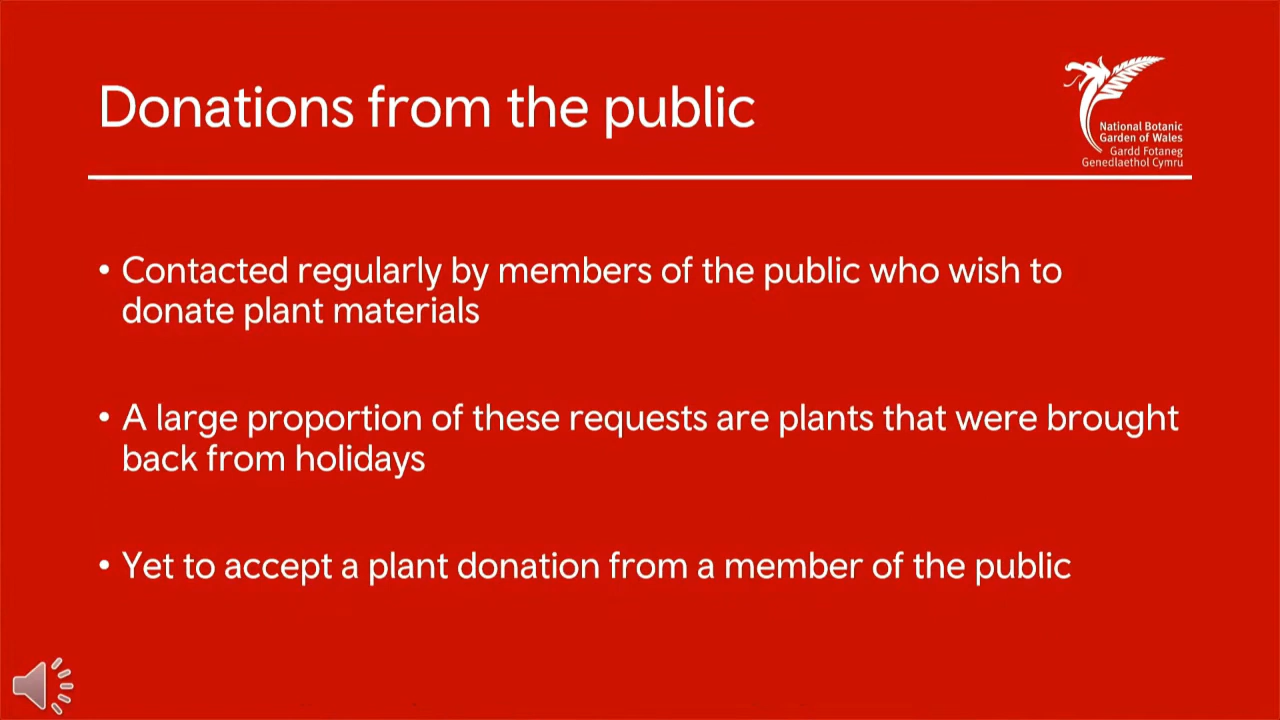 Donations from the public
National Botanic
Garden of Wales
Gardd Fotaneg
Genedlaethol Cymru
• Contacted regularly by members of the public who wish to
donate plant materials
• A large proportion of these requests are plants that were brought
back from holidays
• Yet to accept a plant donation from a member of the public